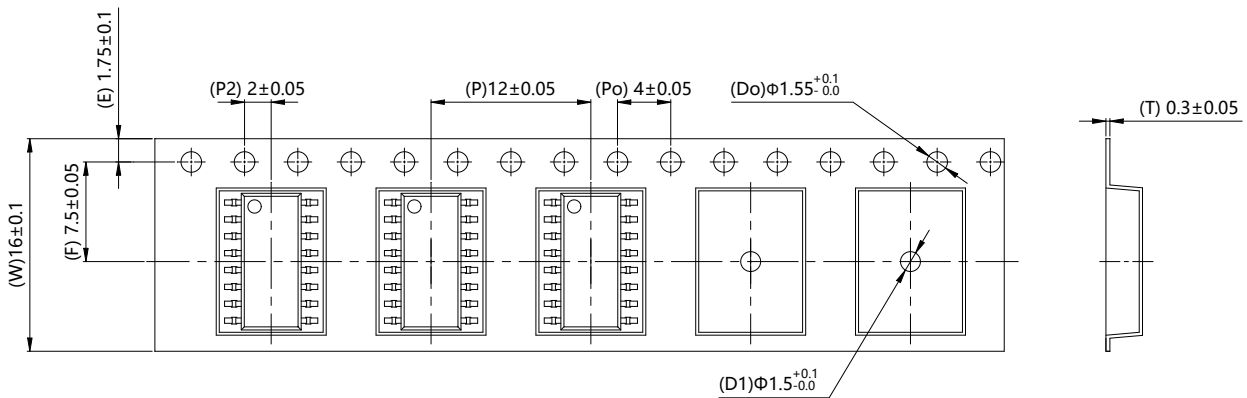 (E) 1.75±0.1
(P2) 2±0.05
(P)12±0.05
(Po) 4±0.05
(Do)Φ1.55+0.1 - 0.0
(T) 0.3±0.05
(W)16±0.1
(F) 7.5±0.05
(D1)Φ1.5+0.1 -0.0